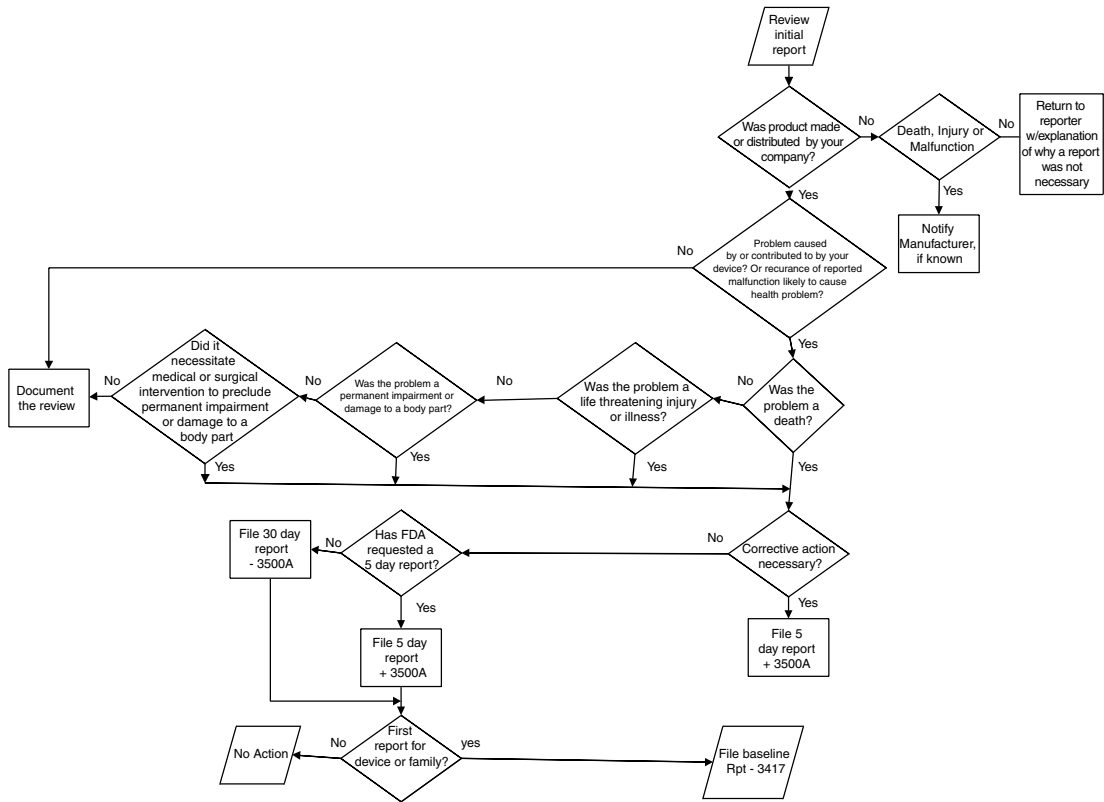 Review
initial
report
Was product made
or distributed by your
company?
No
Death, Injury or
Malfunction
No
Return to
reporter
w/explanation
of why a report
was not
necessary
Yes
Notify
Manufacturer,
if known
Yes
Problem caused
by or contributed to by your
device? Or recurance of reported
malfunction likely to cause
health problem?
No
Yes
Was the
problem a
death?
No
Was the problem a
life threatening injury
or illness?
No
Was the problem a
permanent impairment or
damage to a body part?
No
Did it
necessitate
medical or surgical
intervention to preclude
permanent impairment
or damage to a
body part
No
Document
the review
Yes
Yes
Yes
Yes
Corrective action
necessary?
No
Has FDA
requested a
5 day report?
No
File 30 day
report
- 3500A
Yes
File 5
day report
+ 3500A
Yes
File 5 day
report
+ 3500A
First
report for
device or family?
No
No Action
yes
File baseline
Rpt - 3417